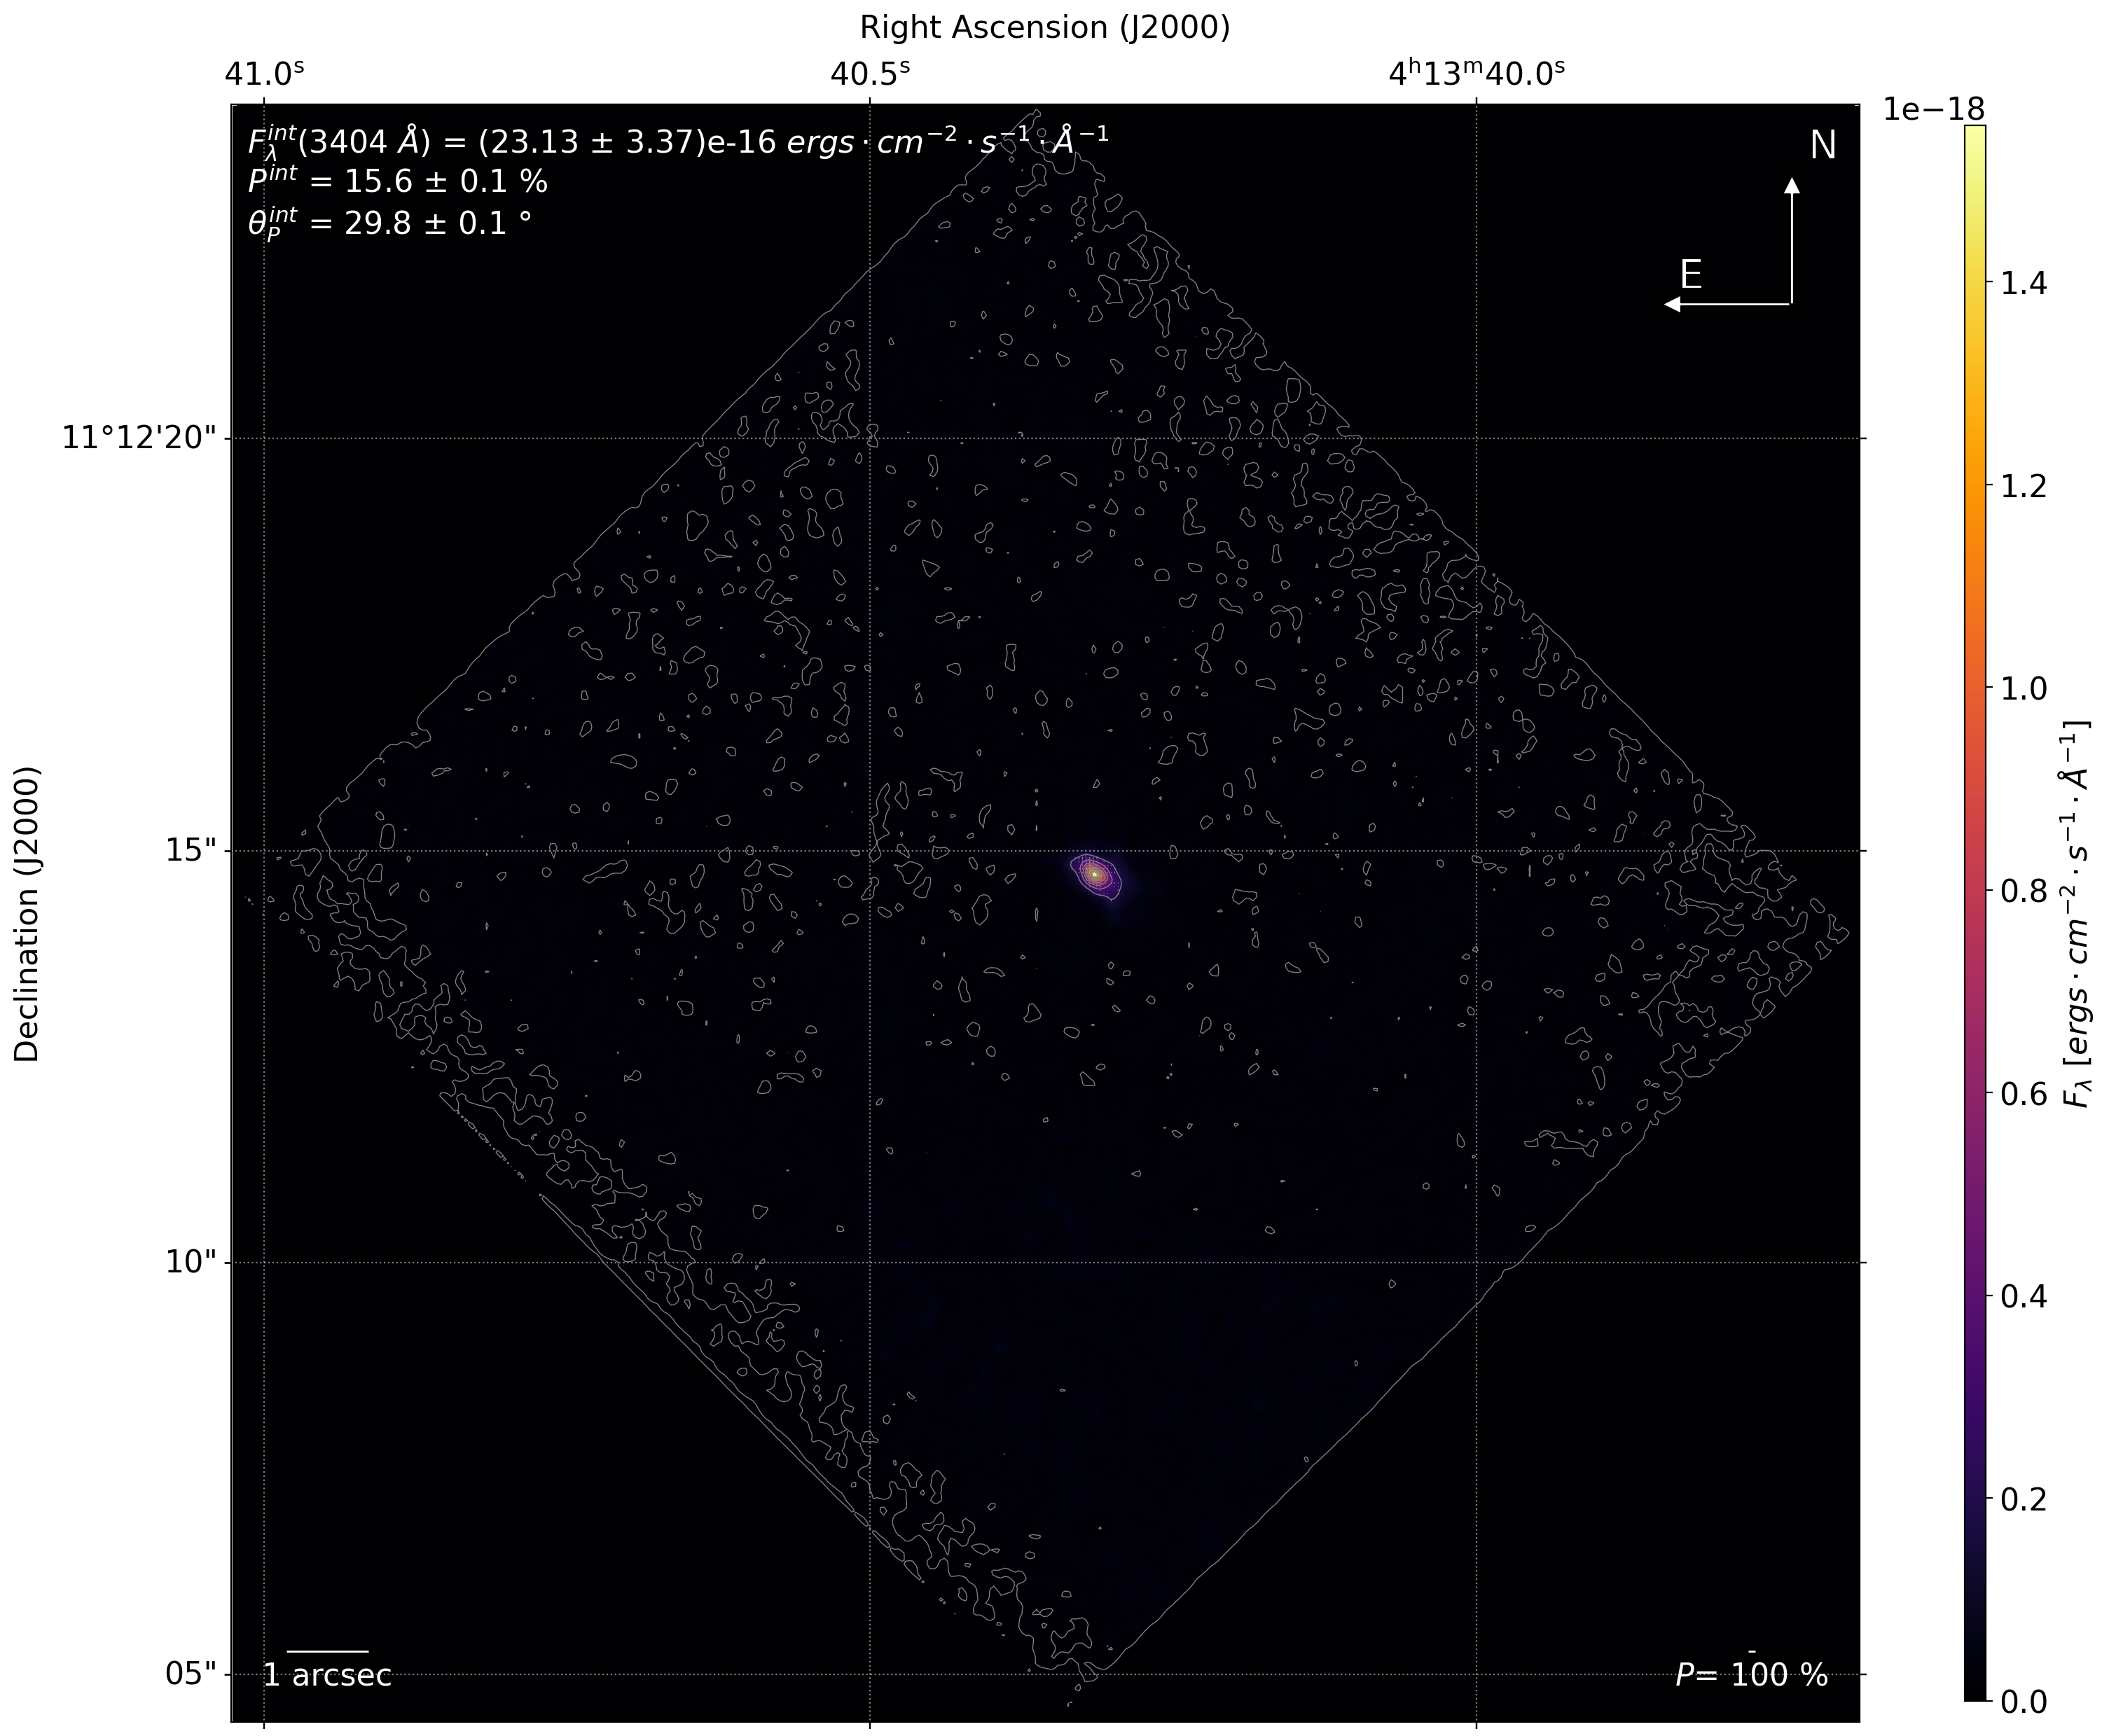 Right Ascension (J2000)
41.0ˢ 40.5ˢ 4ʰ13ᵐ40.0ˢ
1e−18
F_λ^int(3404 Å) = (23.13 ± 3.37)e-16 ergs · cm⁻² · s⁻¹ · Å⁻¹
P^int = 15.6 ± 0.1 %
θ_P^int = 29.8 ± 0.1 °
N
E
11°12'20"
15"
10"
05"
Declination (J2000)
1 arcsec
P= 100 %
1.4
1.2
1.0
0.8
0.6
0.4
0.2
0.0
F_λ [ergs · cm⁻² · s⁻¹ · Å⁻¹]